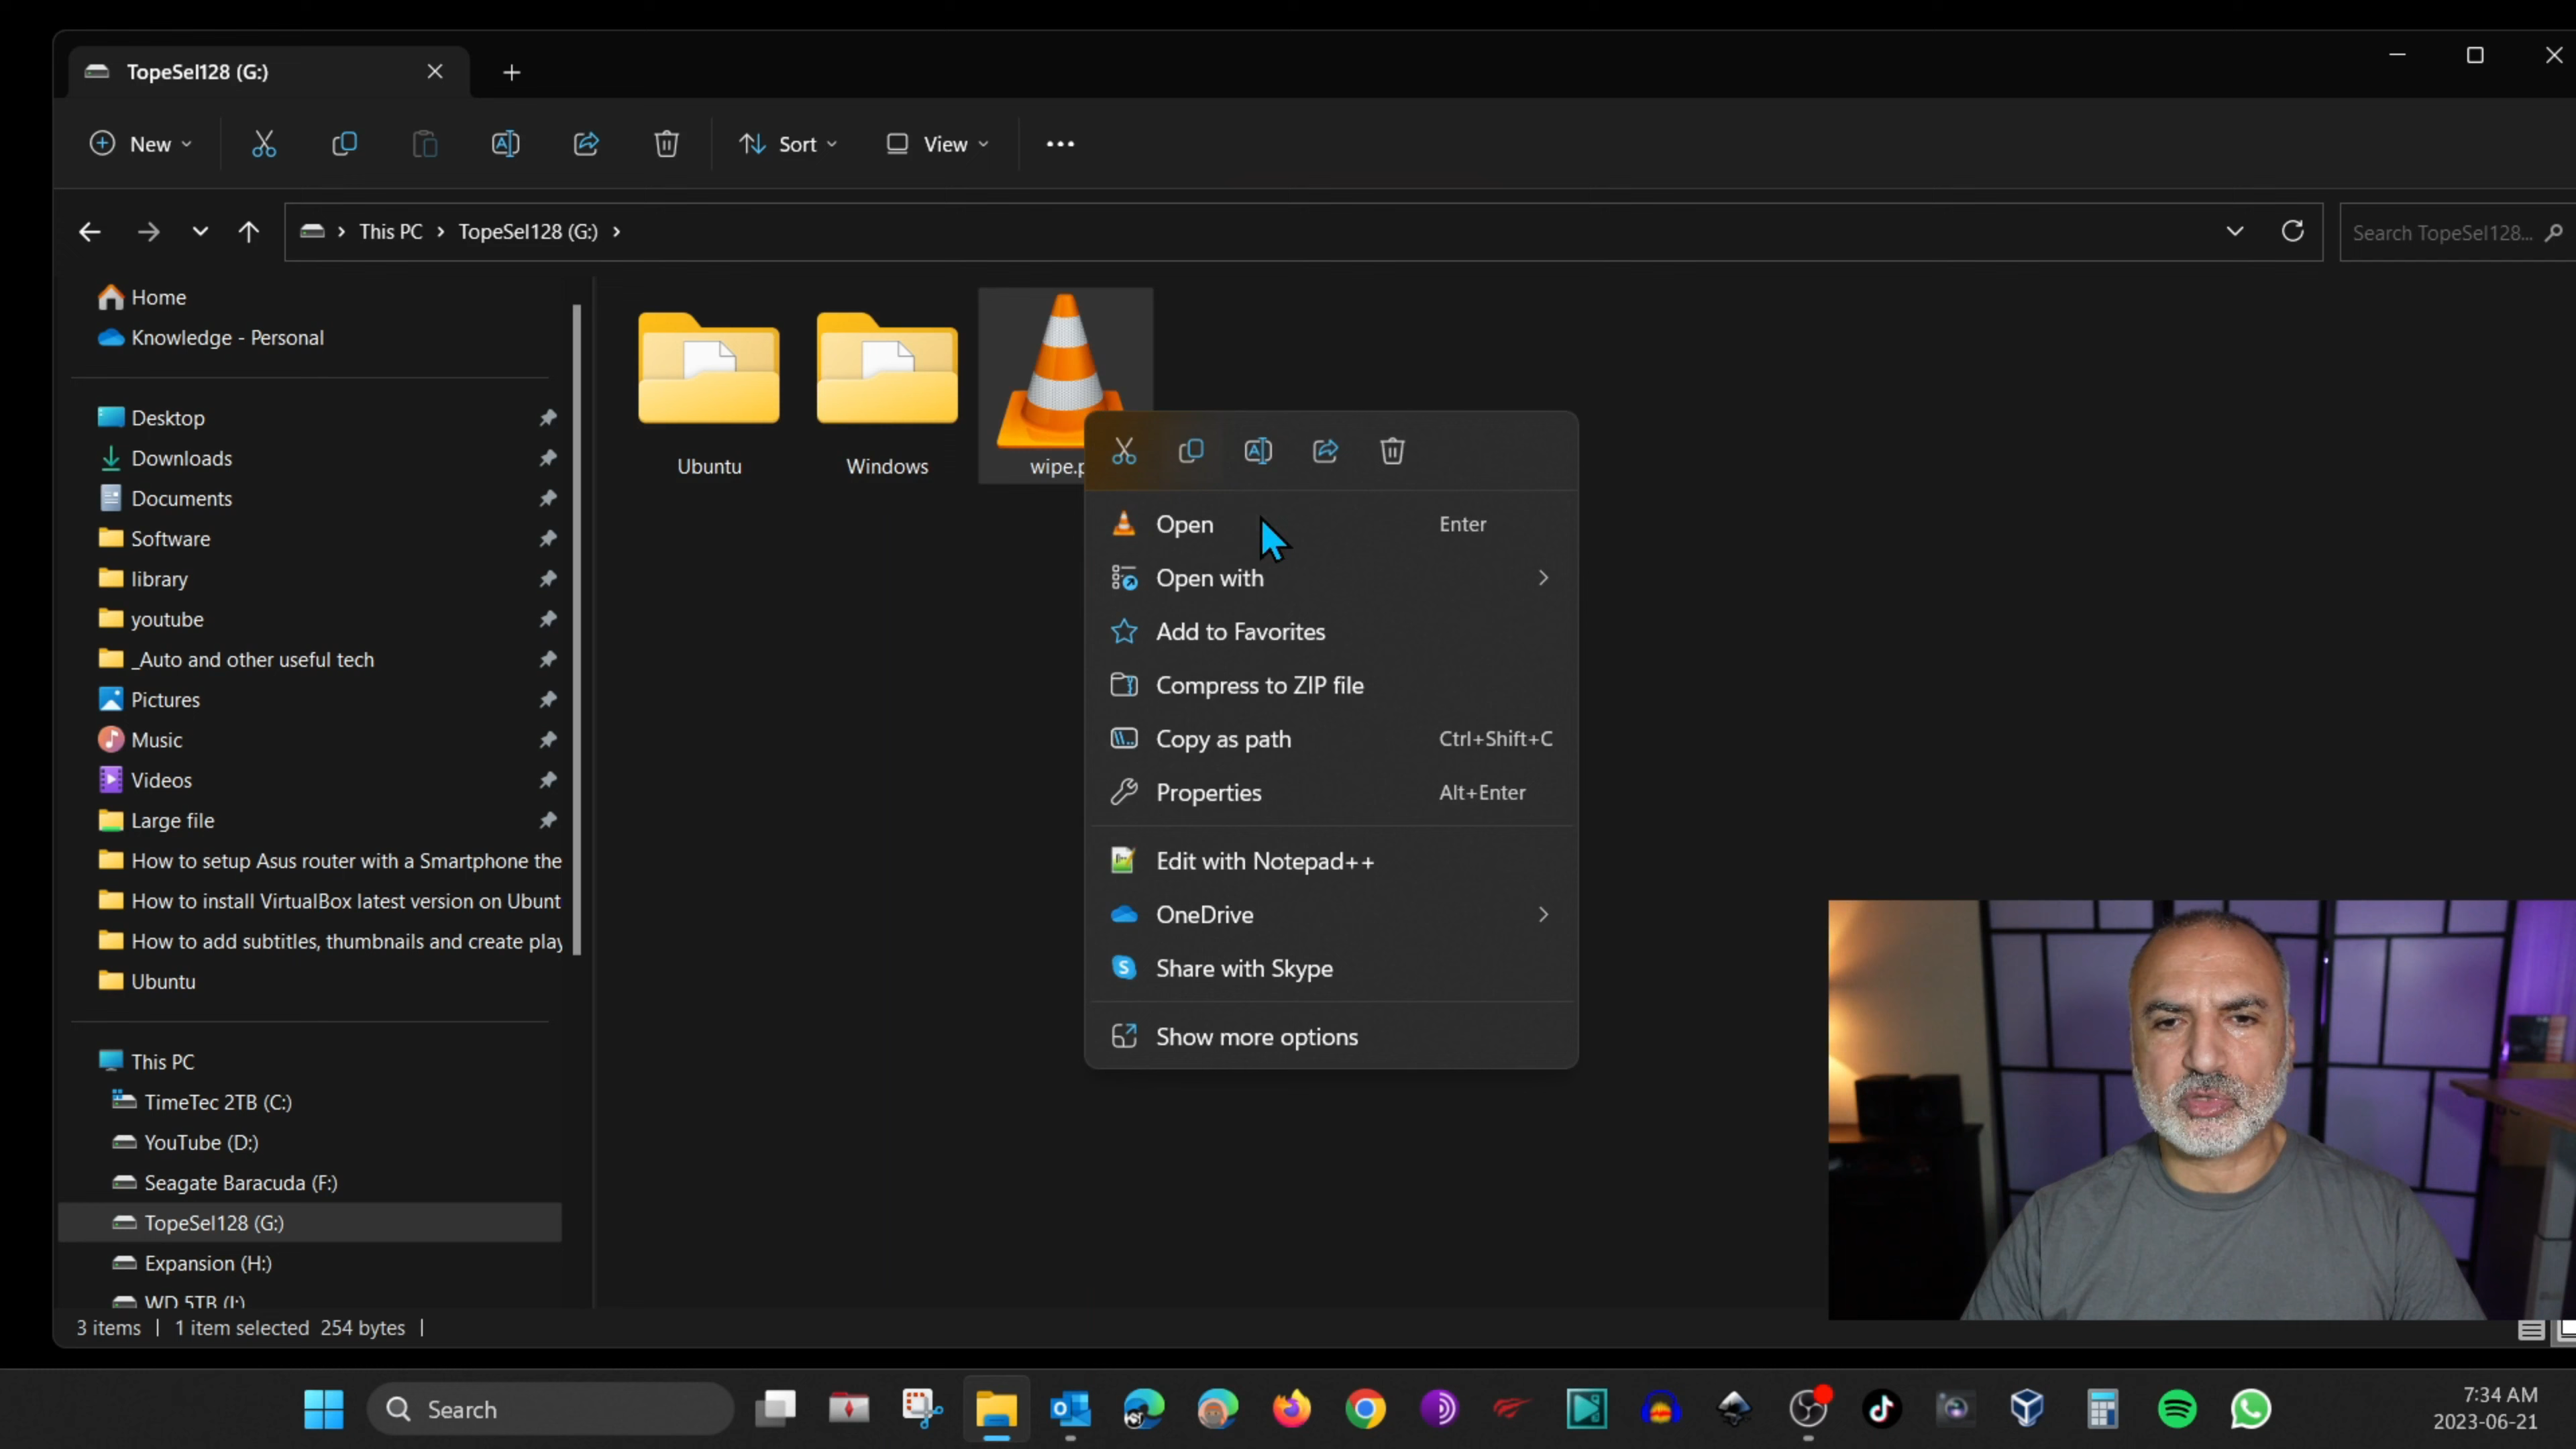 TopeSel128 (G:)
New
Sort
View
This PC
TopeSel128 (G:)
Search TopeSel128...
Home
Knowledge - Personal
Desktop
Downloads
Documents
Software
library
youtube
_Auto and other useful tech
Pictures
Music
Videos
Large file
How to setup Asus router with a Smartphone the
How to install VirtualBox latest version on Ubunt
How to add subtitles, thumbnails and create play
Ubuntu
This PC
TimeTec 2TB (C:)
YouTube (D:)
Seagate Baracuda (F:)
TopeSel128 (G:)
Expansion (H:)
WD 5TB (I:)
Ubuntu
Windows
wipe.p
Open Enter
Open with
Add to Favorites
Compress to ZIP file
Copy as path Ctrl+Shift+C
Properties Alt+Enter
Edit with Notepad++
OneDrive
Share with Skype
Show more options
3 items | 1 item selected 254 bytes |
Search
7:34 AM
2023-06-21